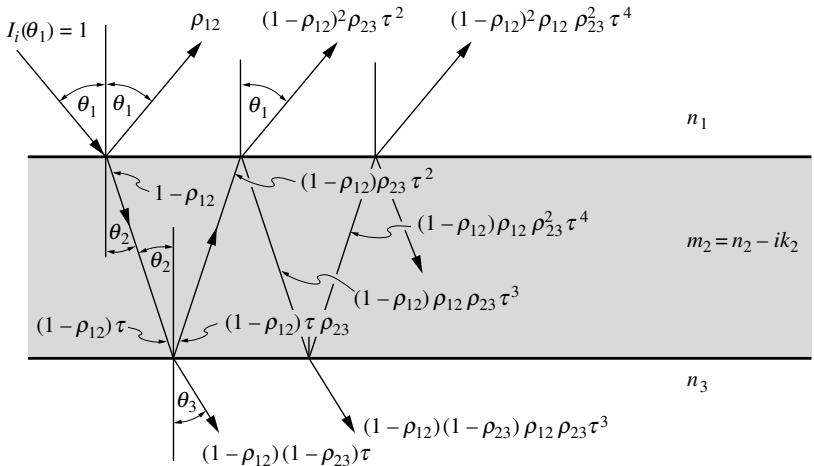 I_i(θ_1) = 1
ρ_12
(1−ρ_12)^2 ρ_23 τ^2
(1−ρ_12)^2 ρ_12 ρ_23^2 τ^4
θ_1
θ_1
θ_1
n_1
1−ρ_12
(1−ρ_12)ρ_23 τ^2
θ_2
θ_2
(1−ρ_12)ρ_12 ρ_23^2 τ^4
m_2 = n_2 − ik_2
(1−ρ_12) ρ_12 ρ_23 τ^3
(1−ρ_12) τ
(1−ρ_12) τ ρ_23
n_3
θ_3
(1−ρ_12)(1−ρ_23) ρ_12 ρ_23 τ^3
(1−ρ_12)(1−ρ_23)τ